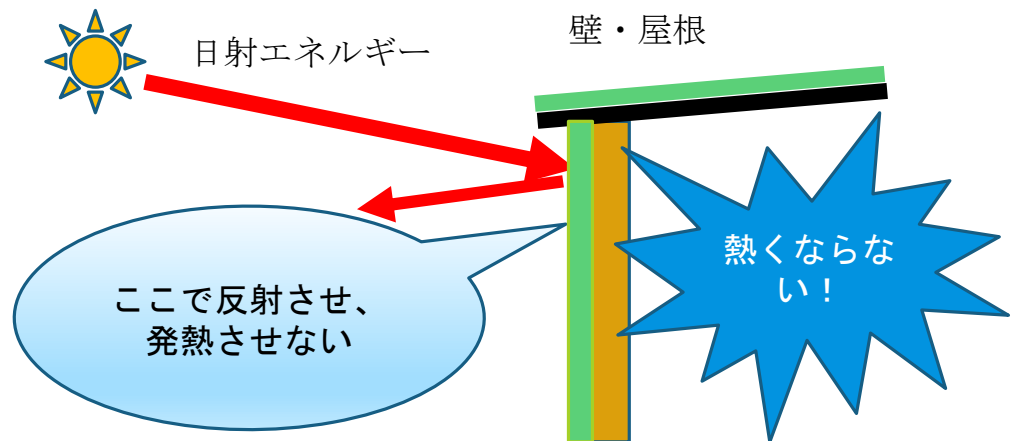 日射エネルギー
壁・屋根
ここで反射させ、
発熱させない
熱くならな
い！